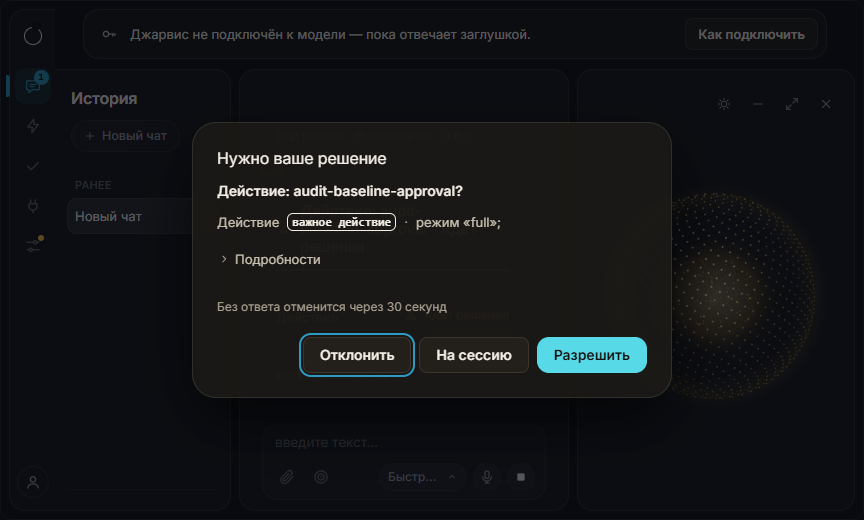 Джарвис не подключён к модели — пока отвечает заглушкой.
Как подключить
1
История
+ Новый чат
РАНЕЕ
Новый чат
Нужно ваше решение
Действие: audit-baseline-approval?
Действие важное действие · режим «full»;
Подробности
Без ответа отменится через 30 секунд
Отклонить
На сессию
Разрешить
введите текст...
Быстр...